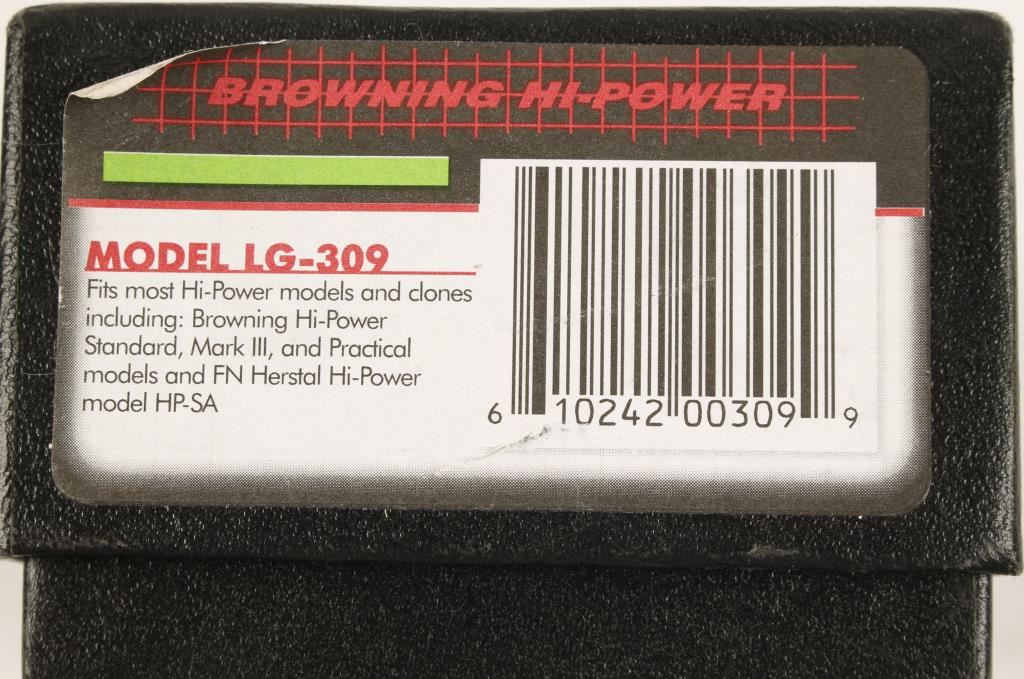 BROWNING HI-POWER
MODEL LG-309
Fits most Hi-Power models and clones
including: Browning Hi-Power
Standard, Mark III, and Practical
models and FN Herstal Hi-Power
model HP-SA
6 10242 00309 9